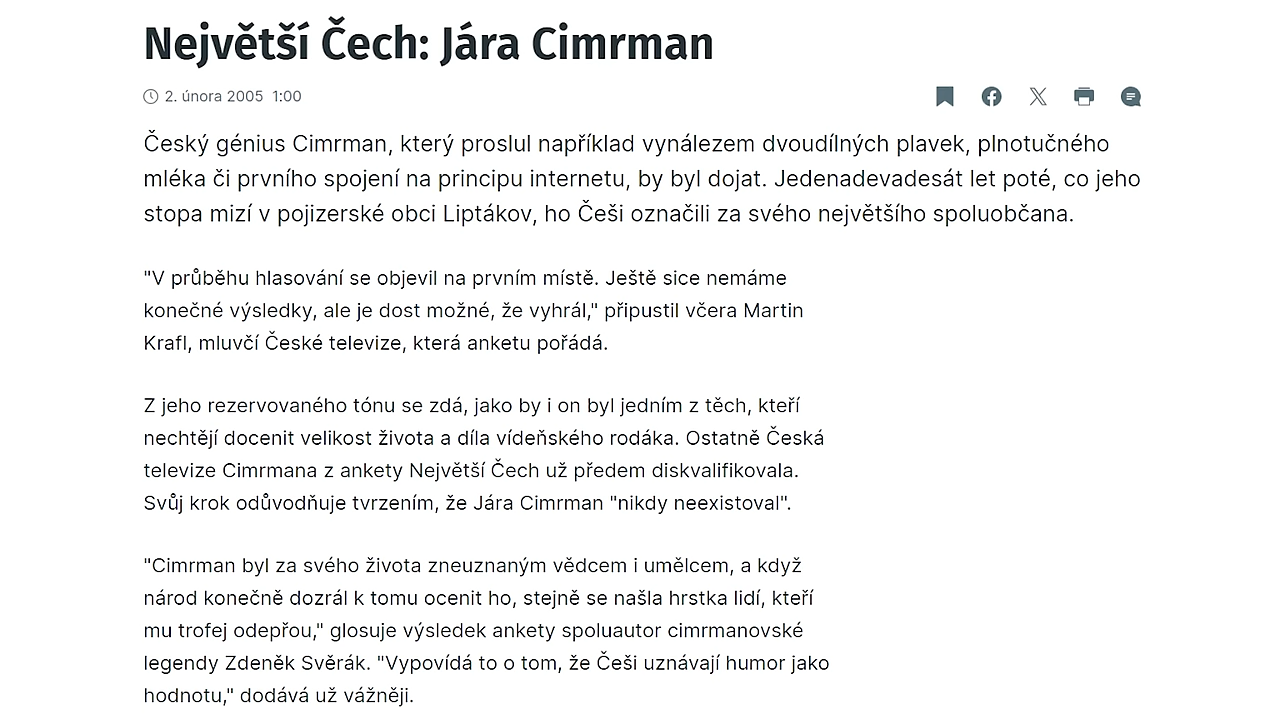 Největší Čech: Jára Cimrman
2. února 2005 1:00
Český génius Cimrman, který proslul například vynálezem dvoudílných plavek, plnotučného
mléka či prvního spojení na principu internetu, by byl dojat. Jedenadevadesát let poté, co jeho
stopa mizí v pojizerské obci Liptákov, ho Češi označili za svého největšího spoluobčana.
"V průběhu hlasování se objevil na prvním místě. Ještě sice nemáme
konečné výsledky, ale je dost možné, že vyhrál," připustil včera Martin
Krafl, mluvčí České televize, která anketu pořádá.
Z jeho rezervovaného tónu se zdá, jako by i on byl jedním z těch, kteří
nechtějí docenit velikost života a díla vídeňského rodáka. Ostatně Česká
televize Cimrmana z ankety Největší Čech už předem diskvalifikovala.
Svůj krok odůvodňuje tvrzením, že Jára Cimrman "nikdy neexistoval".
"Cimrman byl za svého života zneuznaným vědcem i umělcem, a když
národ konečně dozrál k tomu ocenit ho, stejně se našla hrstka lidí, kteří
mu trofej odepřou," glosuje výsledek ankety spoluautor cimrmanovské
legendy Zdeněk Svěrák. "Vypovídá to o tom, že Češi uznávají humor jako
hodnotu," dodává už vážněji.